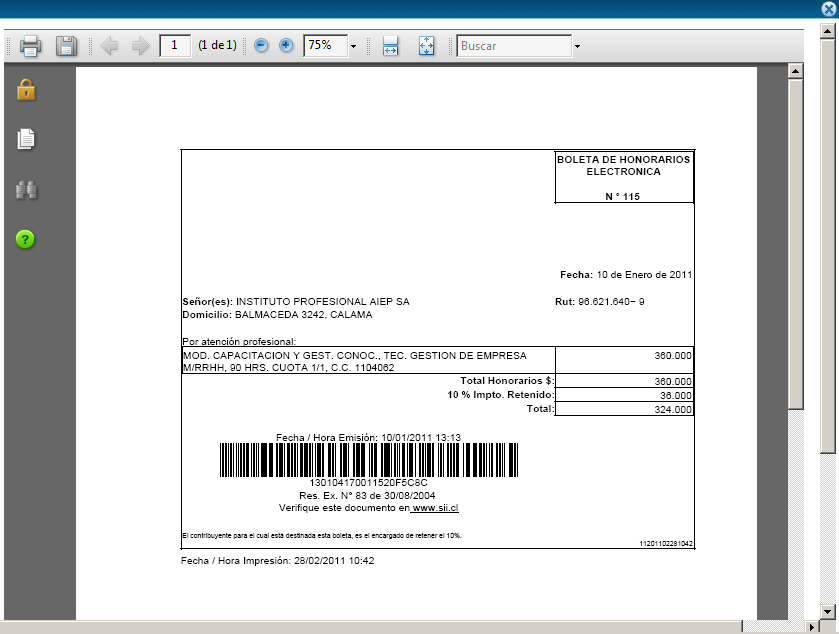 1 (1 de 1) 75% Buscar
BOLETA DE HONORARIOS
ELECTRONICA
N ° 115
Fecha: 10 de Enero de 2011
Señor(es): INSTITUTO PROFESIONAL AIEP SA Rut: 96.621.640− 9
Domicilio: BALMACEDA 3242, CALAMA
Por atención profesional:
MOD. CAPACITACION Y GEST. CONOC., TEC. GESTION DE EMPRESA 360.000
M/RRHH, 90 HRS. CUOTA 1/1, C.C. 1104062
Total Honorarios $: 360.000
10 % Impto. Retenido: 36.000
Total: 324.000
Fecha / Hora Emisión: 10/01/2011 13:13
130104170011520F5C8C
Res. Ex. N° 83 de 30/08/2004
Verifique este documento en www.sii.cl
El contribuyente para el cual está destinada esta boleta, es el encargado de retener el 10%.
11201102281042
Fecha / Hora Impresión: 28/02/2011 10:42